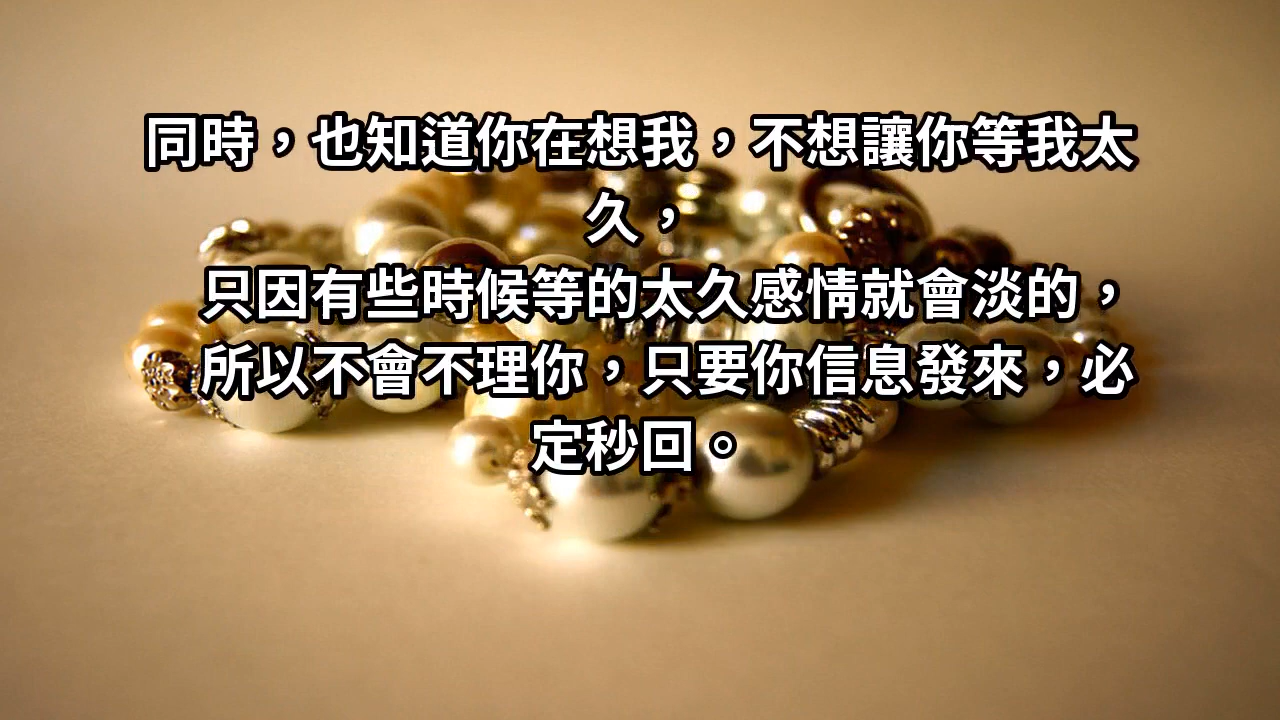 同時，也知道你在想我，不想讓你等我太
久，
只因有些時候等的太久感情就會淡的，
所以不會不理你，只要你信息發來，必
定秒回。